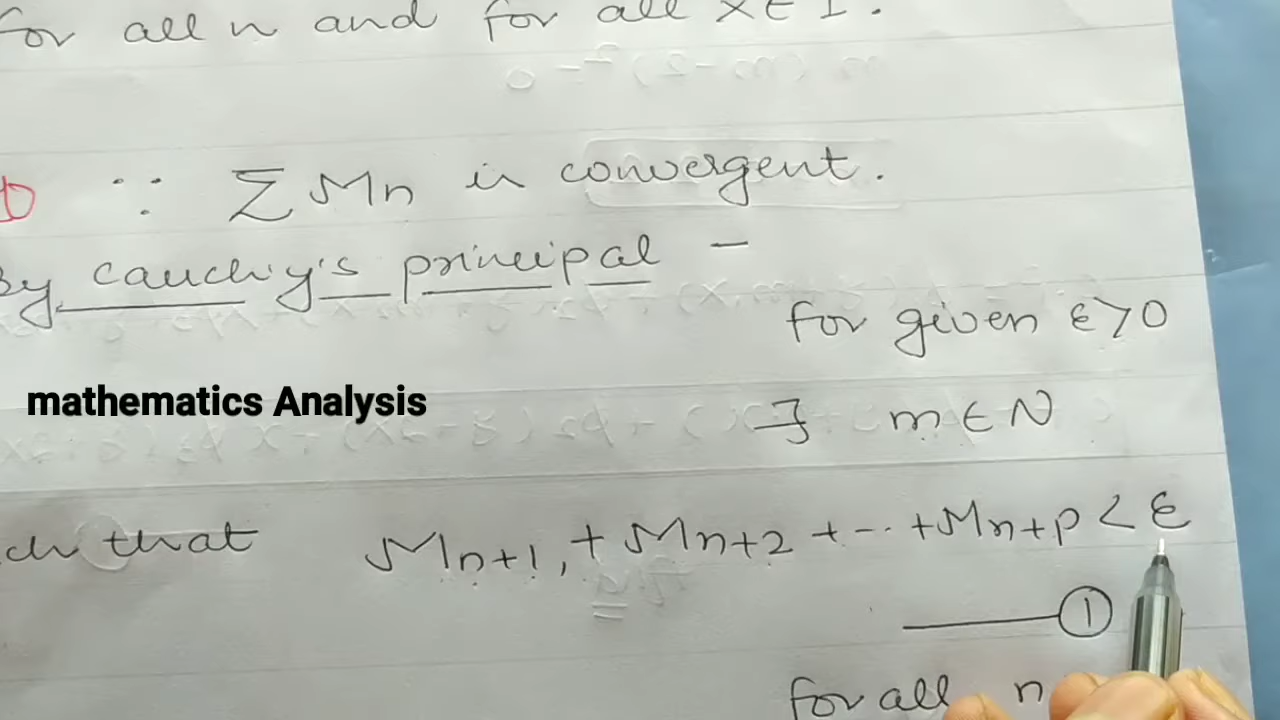 for all n and for all x ∈ I.
∵ ΣMn is convergent.
By cauchy's principal –
for given ε>0
mathematics Analysis
∃ m ∈ N
that Mn+1, + Mn+2 + -- + Mn+p < ε
①
for all n